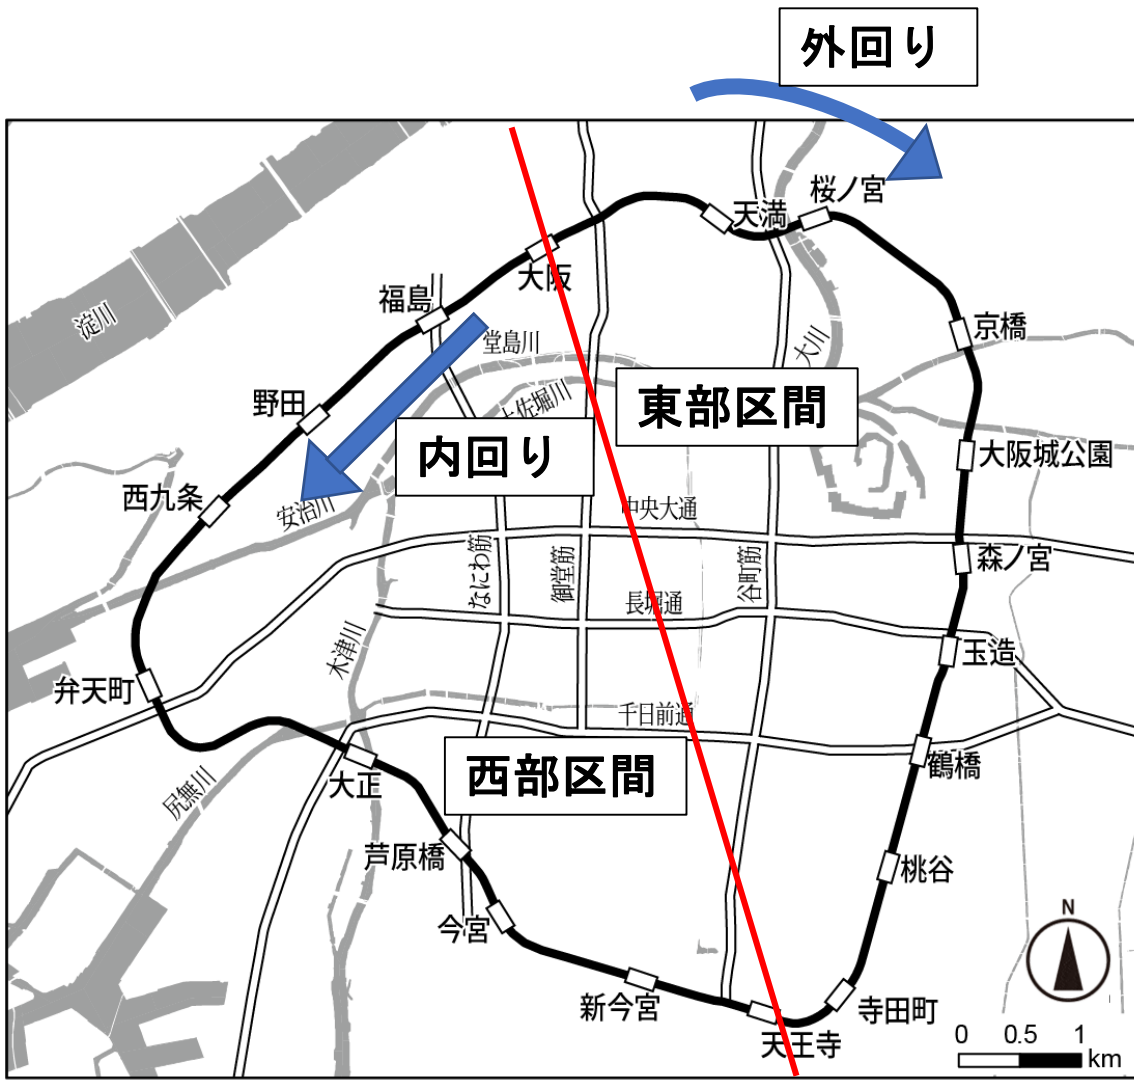 外回り
桜ノ宮
天満
大阪
福島
淀川
堂島川
大川
京橋
野田
土佐堀川
東部区間
内回り
大阪城公園
西九条
安治川
中央大通
森ノ宮
なにわ筋
御堂筋
谷町筋
長堀通
木津川
玉造
弁天町
千日前通
鶴橋
西部区間
大正
尻無川
芦原橋
桃谷
今宮
N
新今宮
寺田町
天王寺
0 0.5 1
km